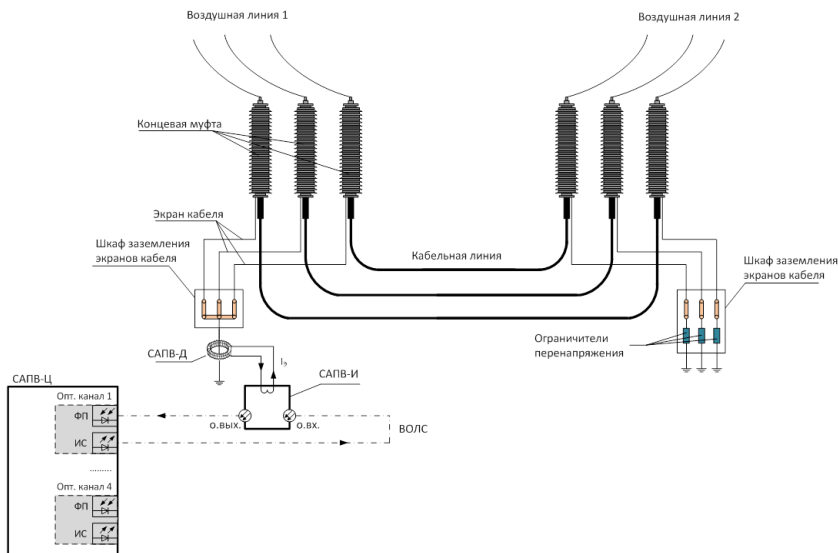 Воздушная линия 1
Воздушная линия 2
Концевая муфта
Экран кабеля
Шкаф заземления
экранов кабеля
Кабельная линия
Шкаф заземления
экранов кабеля
Ограничители
перенапряжения
САПВ-Д
I э
САПВ-И
САПВ-Ц
Опт. канал 1
ФП
ИС
о.вых.
о.вх.
ВОЛС
.........
Опт. канал 4
ФП
ИС